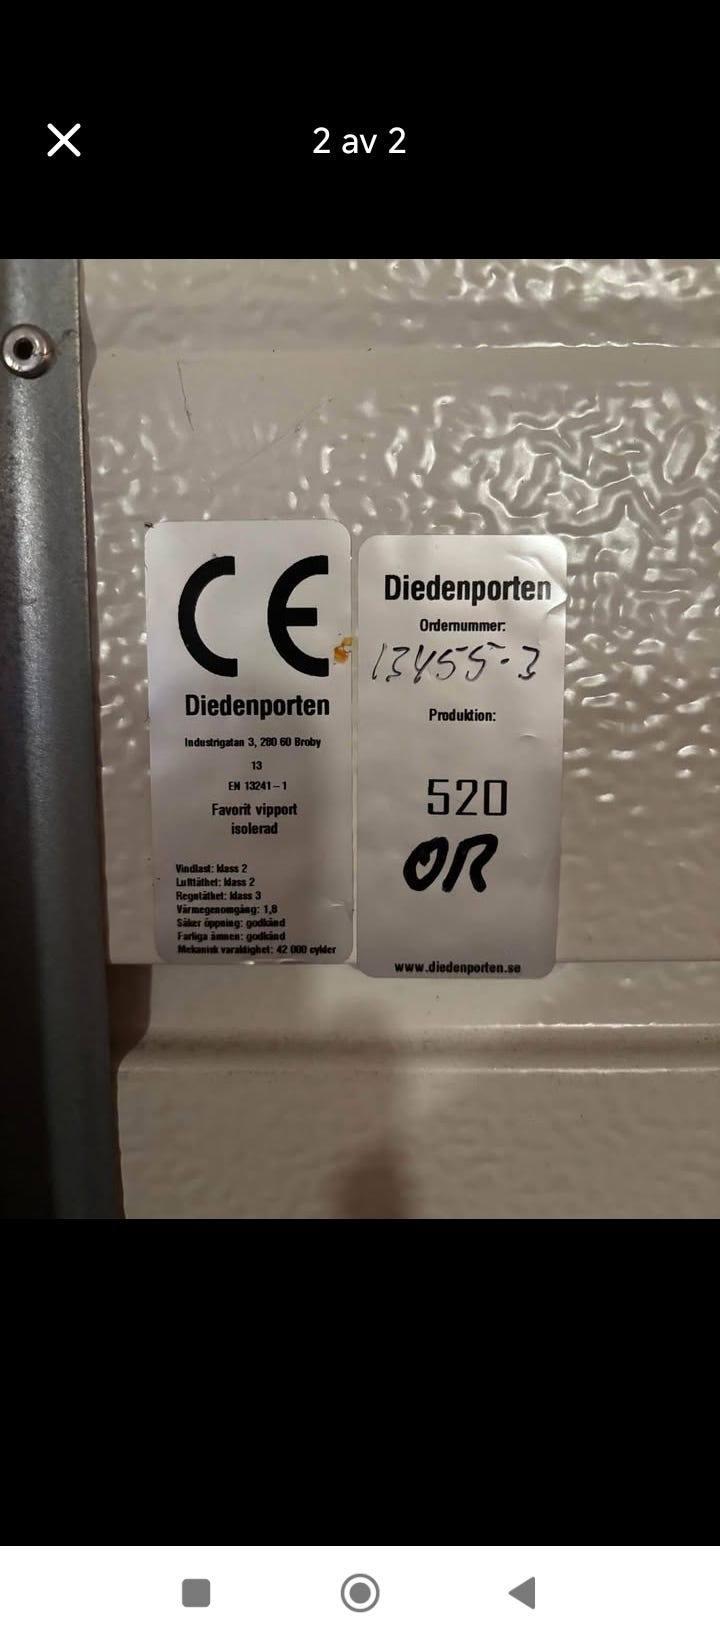 2 av 2
CE
Diedenporten
Industrigatan 3, 280 60 Broby
13
EN 13241-1
Favorit vipport
isolerad
Vindlast: klass 2
Lufttäthet: klass 2
Regntäthet: klass 3
Värmegenomgång: 1,8
Säker öppning: godkänd
Farliga ämnen: godkänd
Mekanisk varaktighet: 42 000 cykler
Diedenporten
Ordernummer:
13455-3
Produktion:
520
OR
www.diedenporten.se